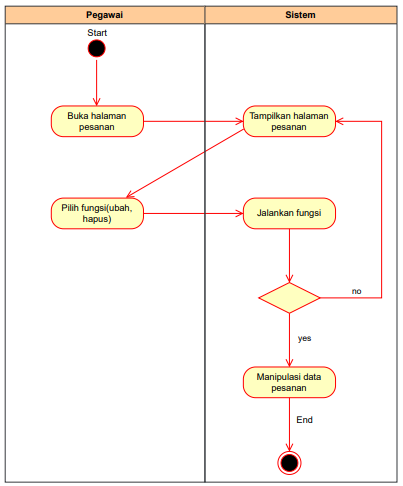 Pegawai
Sistem
Start
Buka halaman
pesanan
Tampilkan halaman
pesanan
Pilih fungsi(ubah,
hapus)
Jalankan fungsi
no
yes
Manipulasi data
pesanan
End